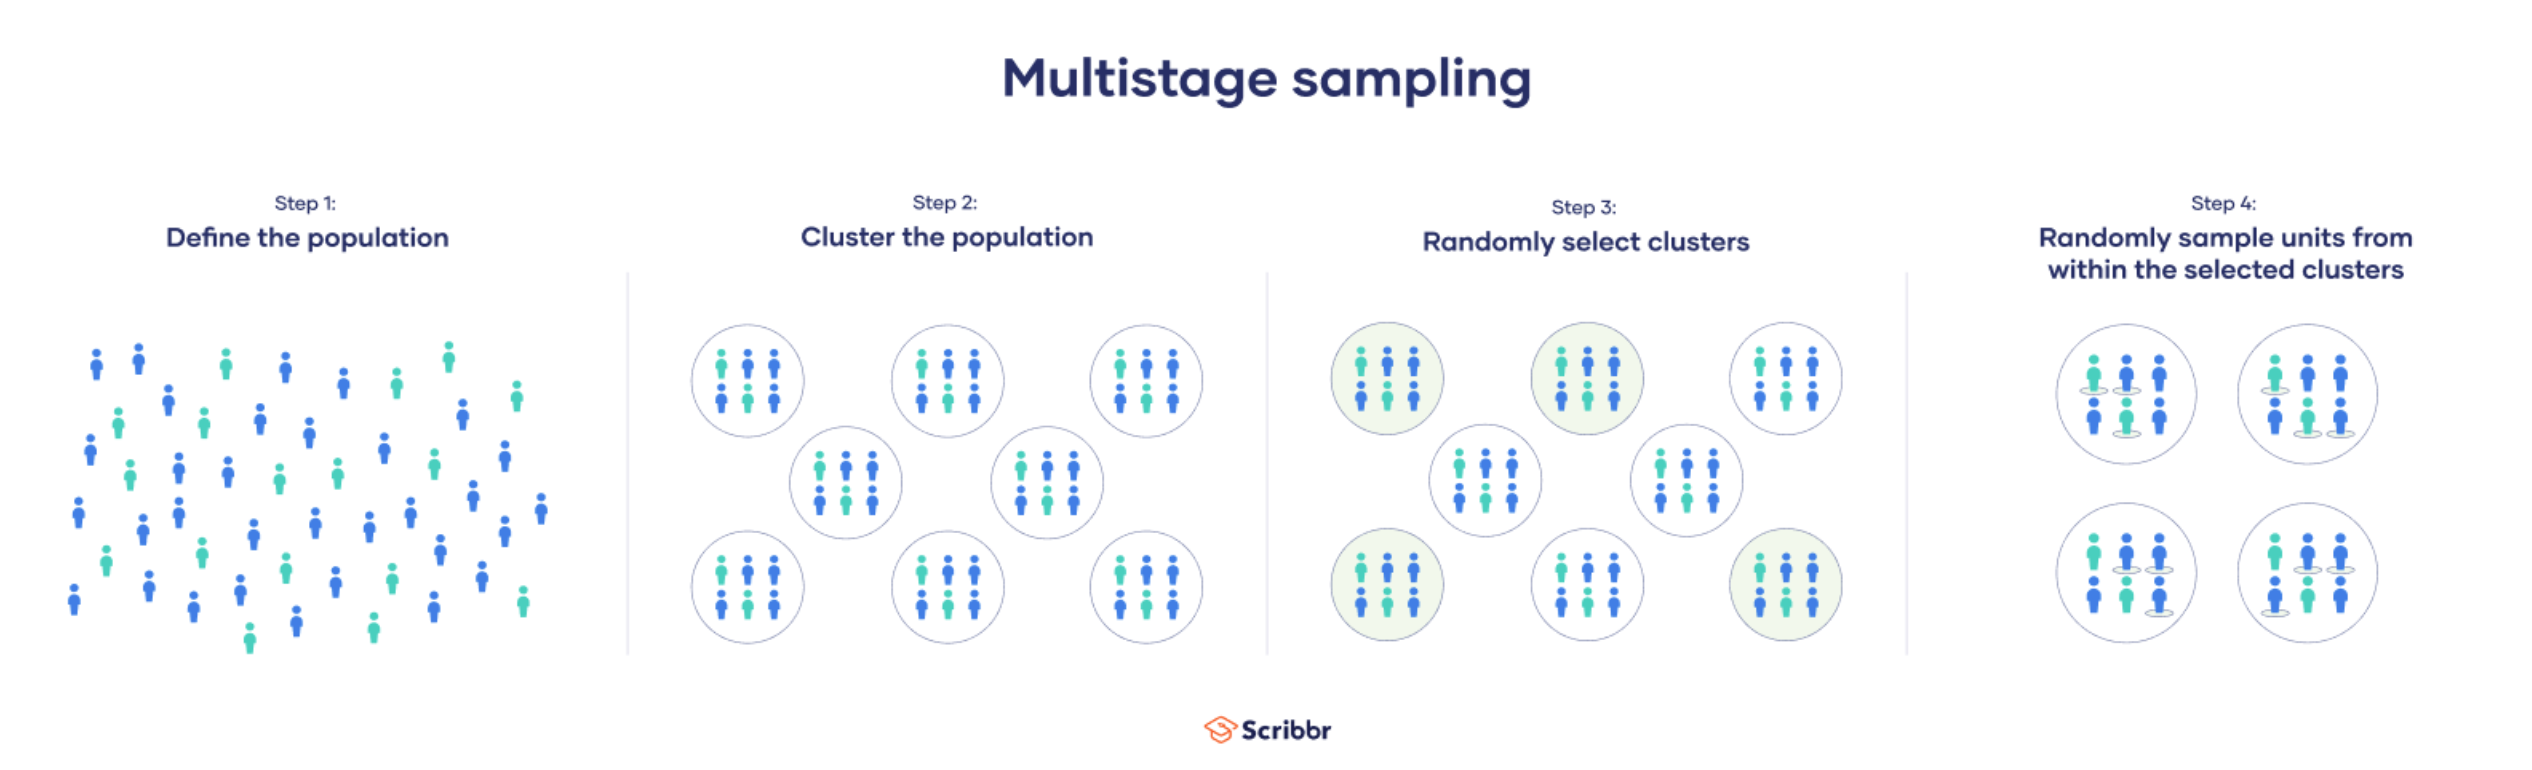 Multistage sampling
Step 1:
Define the population
Step 2:
Cluster the population
Step 3:
Randomly select clusters
Step 4:
Randomly sample units from
within the selected clusters
Scribbr